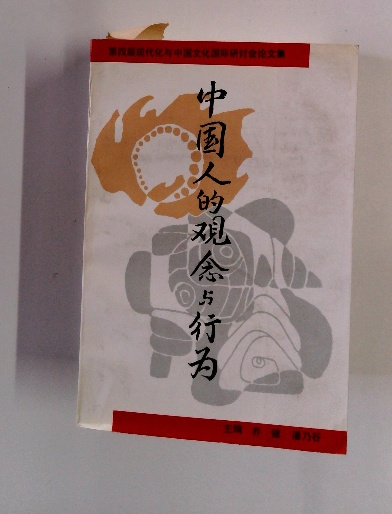 第四届现代化与中国文化国际研讨会论文集
中国人的观念与行为
主编 乔健 潘乃谷